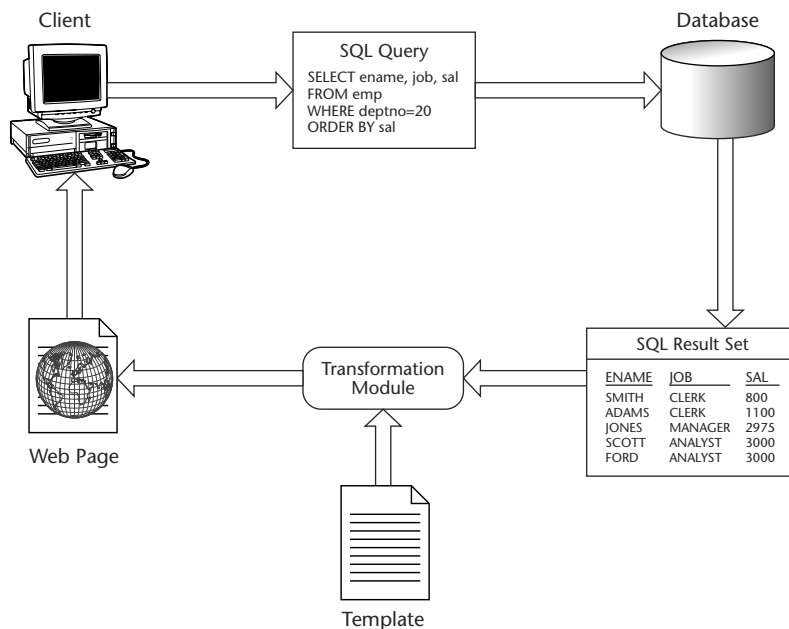 Client
SQL Query
SELECT ename, job, sal
FROM emp
WHERE deptno=20
ORDER BY sal
Database
SQL Result Set
ENAME JOB SAL
SMITH CLERK 800
ADAMS CLERK 1100
JONES MANAGER 2975
SCOTT ANALYST 3000
FORD ANALYST 3000
Transformation
Module
Web Page
Template